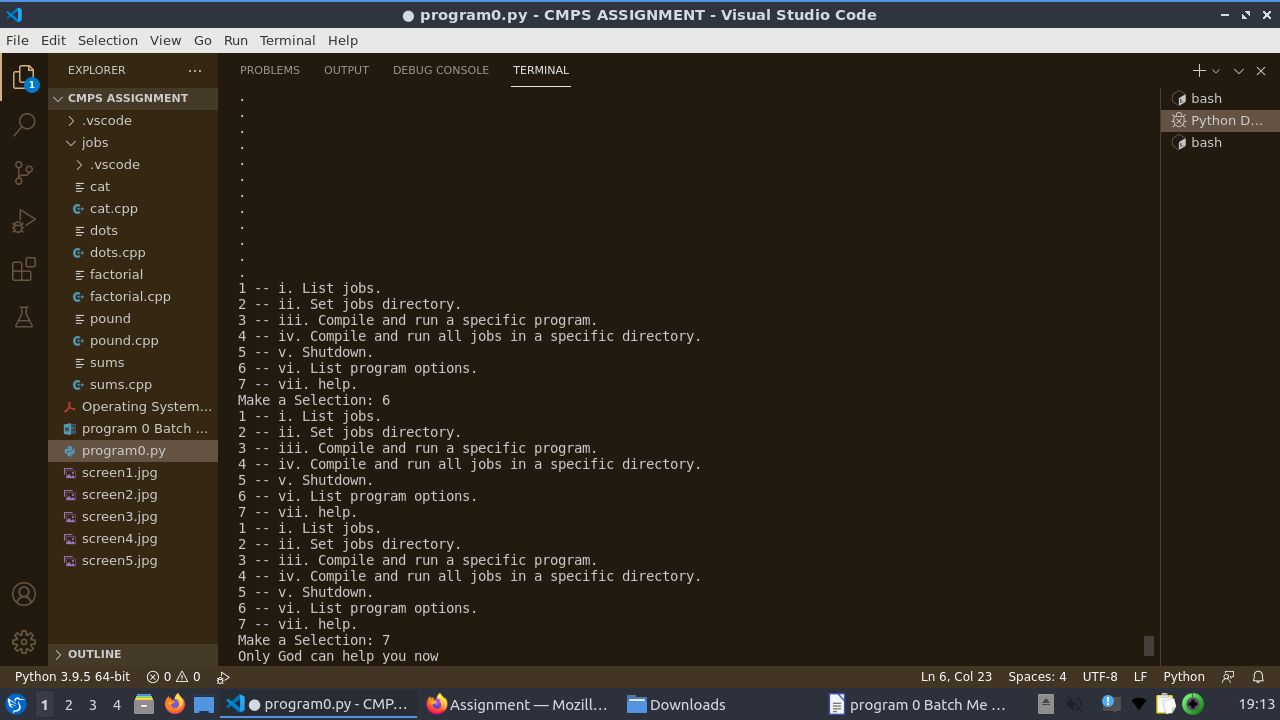 ● program0.py - CMPS ASSIGNMENT - Visual Studio Code
File Edit Selection View Go Run Terminal Help
EXPLORER
PROBLEMS OUTPUT DEBUG CONSOLE TERMINAL
1
CMPS ASSIGNMENT
.vscode
jobs
.vscode
cat
cat.cpp
dots
dots.cpp
factorial
factorial.cpp
pound
pound.cpp
sums
sums.cpp
Operating System...
program 0 Batch ...
program0.py
screen1.jpg
screen2.jpg
screen3.jpg
screen4.jpg
screen5.jpg
OUTLINE
.
.
.
.
.
.
.
.
.
.
.
.
1 -- i. List jobs.
2 -- ii. Set jobs directory.
3 -- iii. Compile and run a specific program.
4 -- iv. Compile and run all jobs in a specific directory.
5 -- v. Shutdown.
6 -- vi. List program options.
7 -- vii. help.
Make a Selection: 6
1 -- i. List jobs.
2 -- ii. Set jobs directory.
3 -- iii. Compile and run a specific program.
4 -- iv. Compile and run all jobs in a specific directory.
5 -- v. Shutdown.
6 -- vi. List program options.
7 -- vii. help.
1 -- i. List jobs.
2 -- ii. Set jobs directory.
3 -- iii. Compile and run a specific program.
4 -- iv. Compile and run all jobs in a specific directory.
5 -- v. Shutdown.
6 -- vi. List program options.
7 -- vii. help.
Make a Selection: 7
Only God can help you now
bash
Python D...
bash
Python 3.9.5 64-bit 0 0 Ln 6, Col 23 Spaces: 4 UTF-8 LF Python
1 2 3 4 ● program0.py - CMP... Assignment — Mozill... Downloads program 0 Batch Me ... 19:13